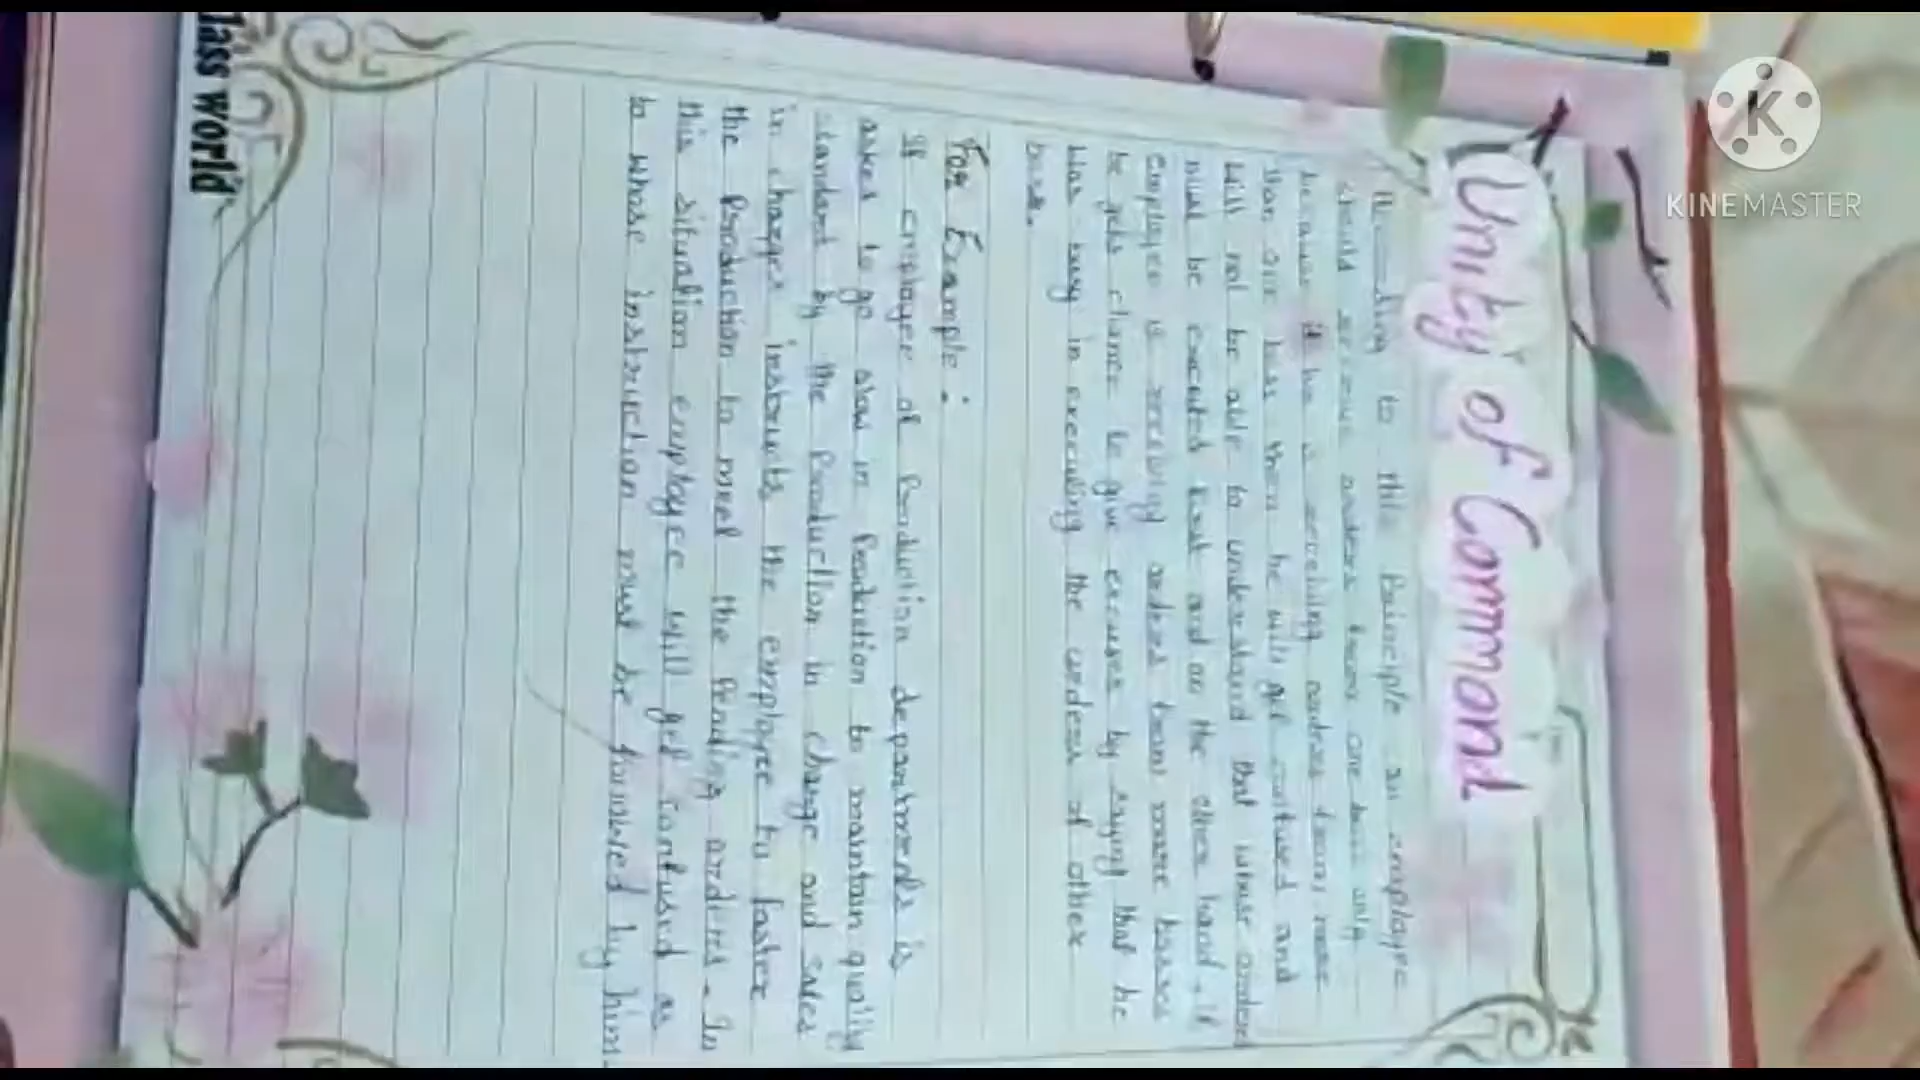 Unity of Commond
According to this Principle an employee
should receive orders from one boss only
because if he is receiving orders from more
than one boss then he will get confused and
will not be able to understand that whose orders
must be executed first and on the other hand, if
employee is receiving orders from more bosses
he gets chance to give excuses by saying that he
was busy in executing the orders of other
boss.
For Example:
If employee of Production departments is
asked to go slow in Production to maintain quality
standard by the Production in charge and sales
in charge instructs the employee to faster
the Production to meet the Pending orders. In
this situation employee will get confused as
to whose instruction must be followed by him.
lass world
K
KINEMASTER